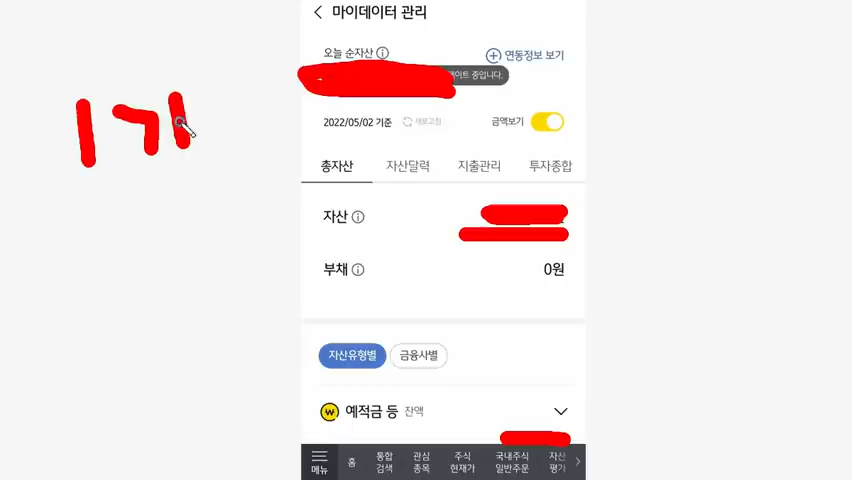 마이데이터 관리
오늘 순자산
연동정보 보기
이트 중입니다.
2022/05/02 기준 새로고침 금액보기
총자산 자산달력 지출관리 투자종합
자산
부채 0원
자산유형별 금융사별
예적금 등 잔액
메뉴 홈 통합검색 관심종목 주식현재가 국내주식일반주문 자산평가